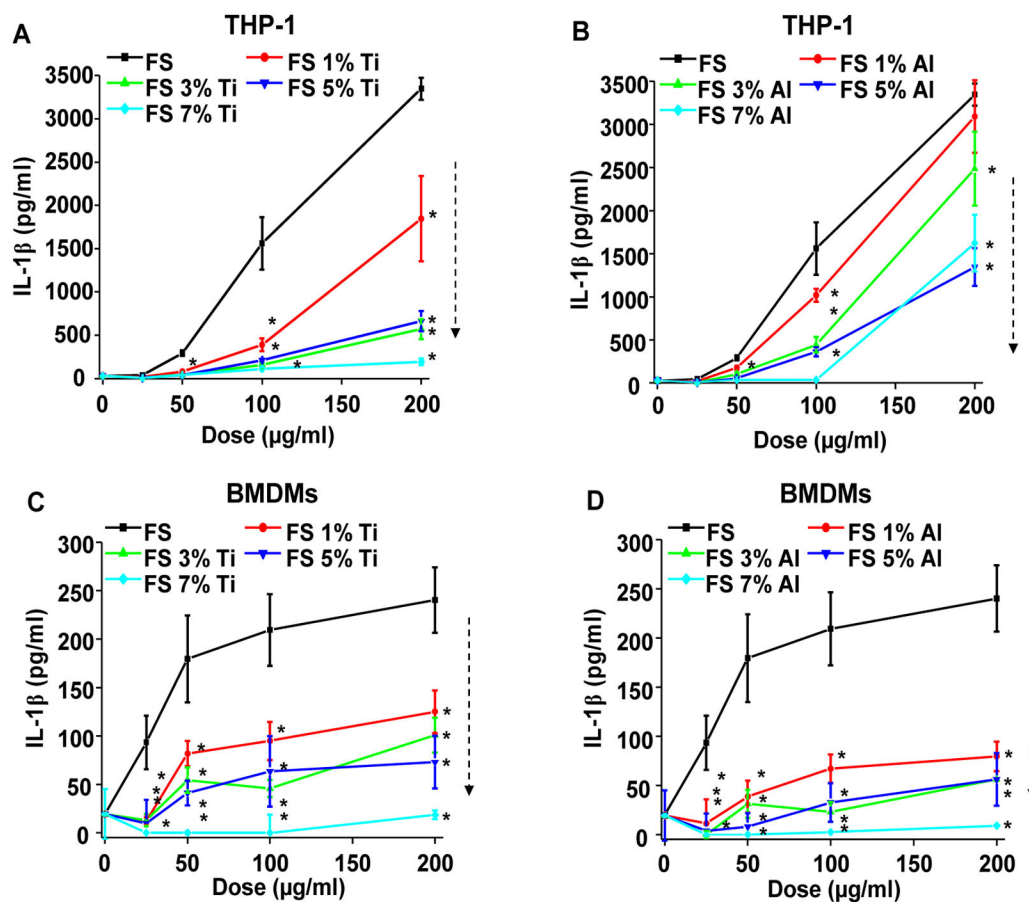 A
THP-1
FS
FS 1% Ti
FS 3% Ti
FS 5% Ti
FS 7% Ti
IL-1β (pg/ml)
3500
3000
2500
2000
1500
1000
500
0
* * * * * * * *
0 50 100 150 200
Dose (µg/ml)
B
THP-1
FS
FS 1% Al
FS 3% Al
FS 5% Al
FS 7% Al
IL-1β (pg/ml)
3500
3000
2500
2000
1500
1000
500
0
* * * * * * *
0 50 100 150 200
Dose (µg/ml)
C
BMDMs
FS
FS 1% Ti
FS 3% Ti
FS 5% Ti
FS 7% Ti
IL-1β (pg/ml)
300
250
200
150
100
50
0
* * * * * * * * * * * * * * * *
0 50 100 150 200
Dose (µg/ml)
D
BMDMs
FS
FS 1% Al
FS 3% Al
FS 5% Al
FS 7% Al
IL-1β (pg/ml)
300
250
200
150
100
50
0
* * * * * * * * * * * * * * * *
0 50 100 150 200
Dose (µg/ml)